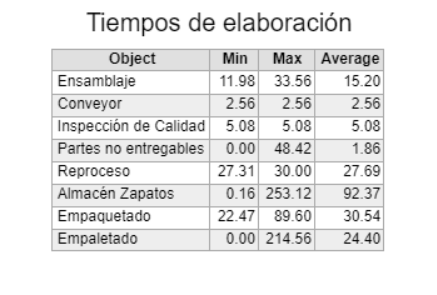 Tiempos de elaboración
Object Min Max Average
Ensamblaje 11.98 33.56 15.20
Conveyor 2.56 2.56 2.56
Inspección de Calidad 5.08 5.08 5.08
Partes no entregables 0.00 48.42 1.86
Reproceso 27.31 30.00 27.69
Almacén Zapatos 0.16 253.12 92.37
Empaquetado 22.47 89.60 30.54
Empaletado 0.00 214.56 24.40